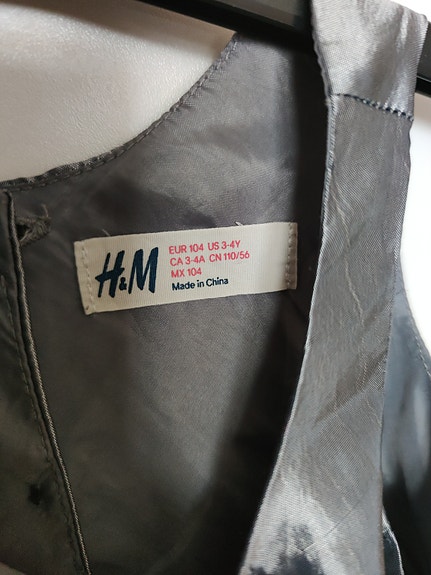 H&M
EUR 104 US 3-4Y
CA 3-4A CN 110/56
MX 104
Made in China